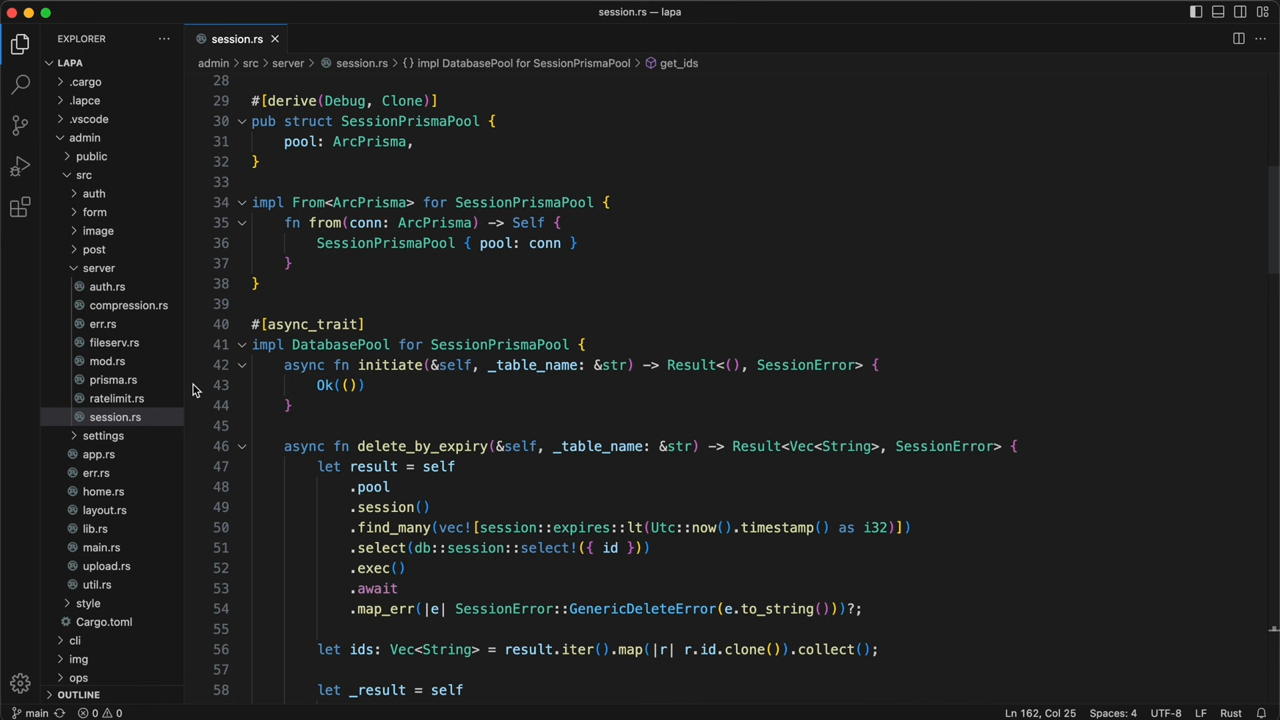 session.rs — lapa
EXPLORER
LAPA
.cargo
.lapce
.vscode
admin
public
src
auth
form
image
post
server
auth.rs
compression.rs
err.rs
fileserv.rs
mod.rs
prisma.rs
ratelimit.rs
session.rs
settings
app.rs
err.rs
home.rs
layout.rs
lib.rs
main.rs
upload.rs
util.rs
style
Cargo.toml
cli
img
ops
OUTLINE
session.rs
admin > src > server > session.rs > {} impl DatabasePool for SessionPrismaPool > get_ids
28
29 #[derive(Debug, Clone)]
30 pub struct SessionPrismaPool {
31 pool: ArcPrisma,
32 }
33
34 impl From<ArcPrisma> for SessionPrismaPool {
35 fn from(conn: ArcPrisma) -> Self {
36 SessionPrismaPool { pool: conn }
37 }
38 }
39
40 #[async_trait]
41 impl DatabasePool for SessionPrismaPool {
42 async fn initiate(&self, _table_name: &str) -> Result<(), SessionError> {
43 Ok(())
44 }
45
46 async fn delete_by_expiry(&self, _table_name: &str) -> Result<Vec<String>, SessionError> {
47 let result = self
48 .pool
49 .session()
50 .find_many(vec![session::expires::lt(Utc::now().timestamp() as i32)])
51 .select(db::session::select!({ id }))
52 .exec()
53 .await
54 .map_err(|e| SessionError::GenericDeleteError(e.to_string()))?;
55
56 let ids: Vec<String> = result.iter().map(|r| r.id.clone()).collect();
57
58 let _result = self
main 0 0 Ln 162, Col 25 Spaces: 4 UTF-8 LF Rust